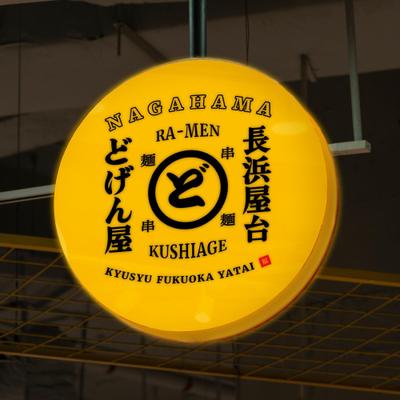 NAGAHAMA
RA-MEN
長浜屋台
どげん屋
麺 串
ど
串 麺
KUSHIAGE
KYUSYU FUKUOKA YATAI